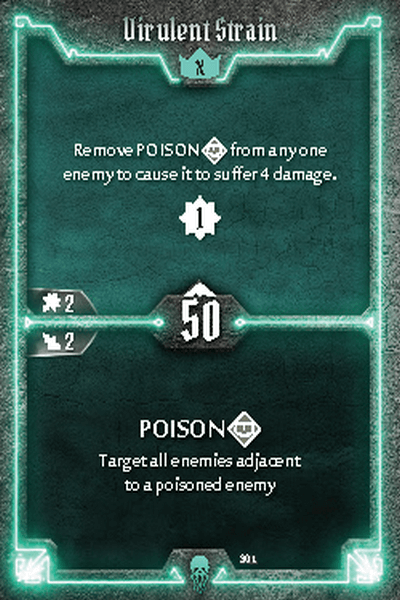 Virulent Strain
X
Remove POISON from any one
enemy to cause it to suffer 4 damage.
1
2
50
2
POISON
Target all enemies adjacent
to a poisoned enemy